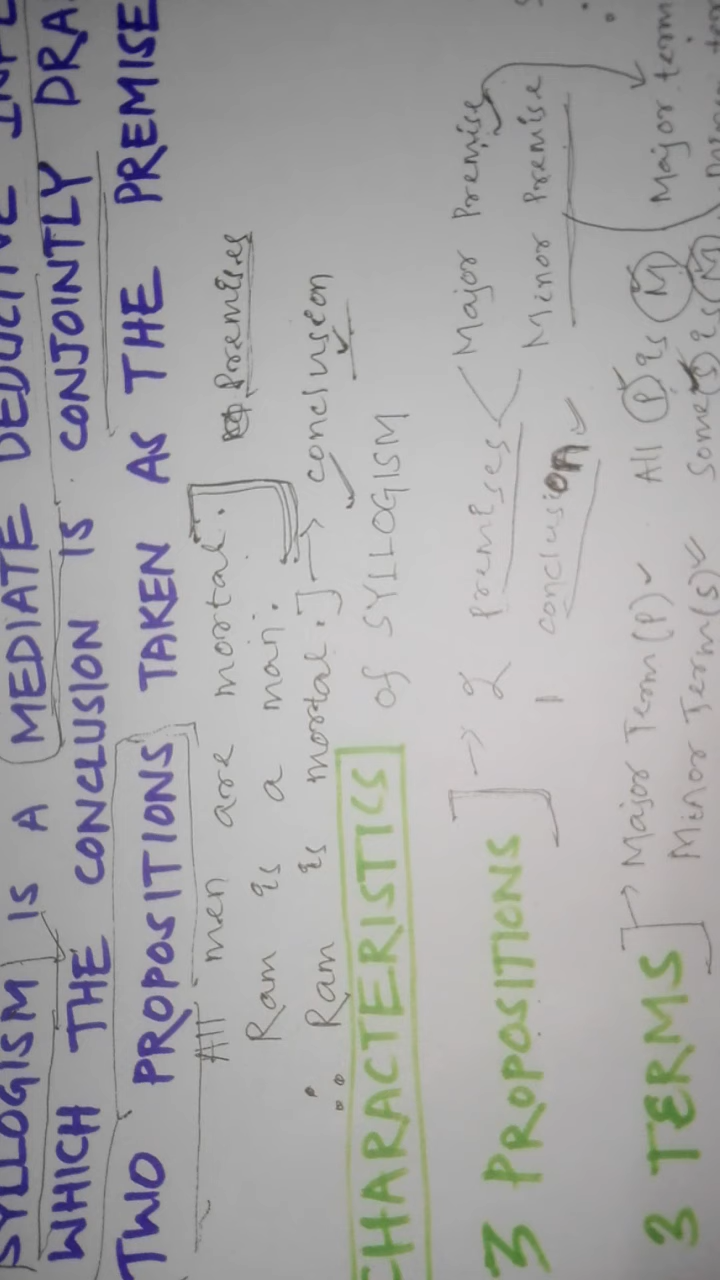 SYLLOGISM IS A MEDIATE DEDUCTIVE
WHICH THE CONCLUSION IS CONJOINTLY DRA
TWO PROPOSITIONS TAKEN AS THE PREMISE
All men are mortal. Premises
Ram is a man.
∴ Ram is mortal.] → conclusion
CHARACTERISTICS of SYLLOGISM
3 PROPOSITIONS] → 2 premises < Major Premise
Minor Premise
1 conclusion
3 TERMS] → Major Term (P) All P is M Major term
Minor Term (S) Some S is M